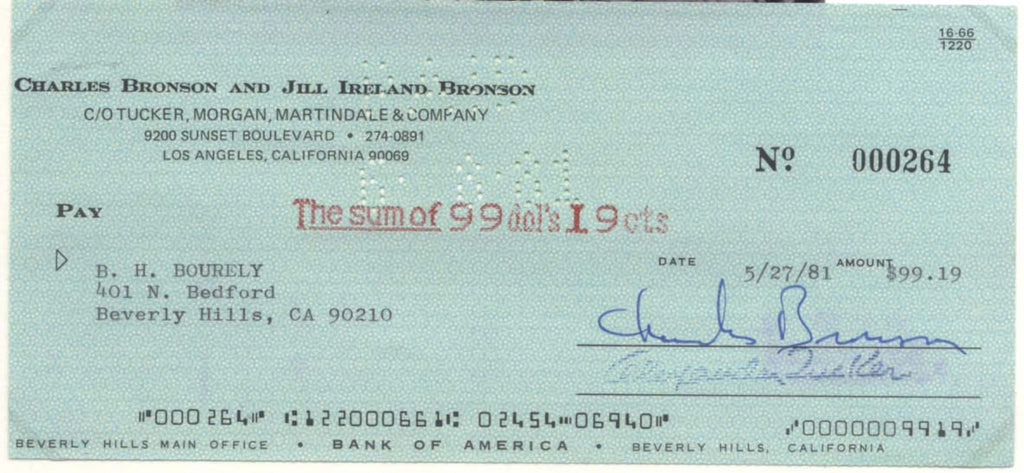 16-66
1220
CHARLES BRONSON AND JILL IRELAND BRONSON
C/O TUCKER, MORGAN, MARTINDALE & COMPANY
9200 SUNSET BOULEVARD • 274-0891
LOS ANGELES, CALIFORNIA 90069
Nº 000264
PAY The sum of 99 dol's 19 cts
DATE 5/27/81 AMOUNT $99.19
B. H. BOURELY
401 N. Bedford
Beverly Hills, CA 90210
Charles Bronson
Tucker
⑈000264⑈ ⑆122000661⑆ 02454⑉06940⑈ ⑇0000009919⑇
BEVERLY HILLS MAIN OFFICE • BANK OF AMERICA • BEVERLY HILLS, CALIFORNIA